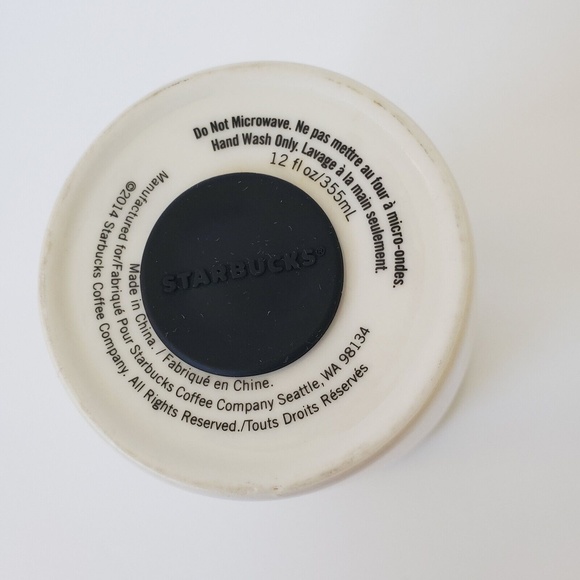 Do Not Microwave. Ne pas mettre au four à micro-ondes.
Hand Wash Only. Lavage à la main seulement.
12 fl oz/355mL
STARBUCKS®
Made in China. / Fabriqué en Chine.
Manufactured for/Fabriqué Pour Starbucks Coffee Company Seattle, WA 98134
©2014 Starbucks Coffee Company. All Rights Reserved./Touts Droits Réservés